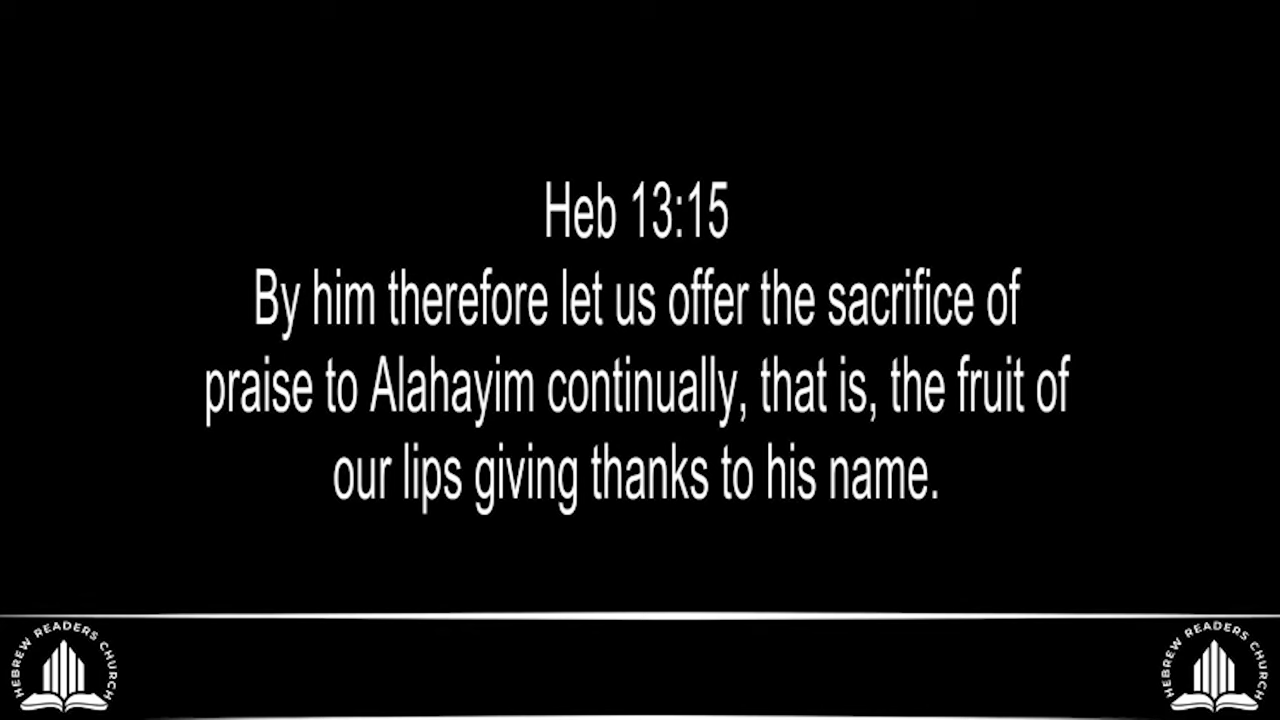 Heb 13:15
By him therefore let us offer the sacrifice of
praise to Alahayim continually, that is, the fruit of
our lips giving thanks to his name.
HEBREW READERS CHURCH
HEBREW READERS CHURCH